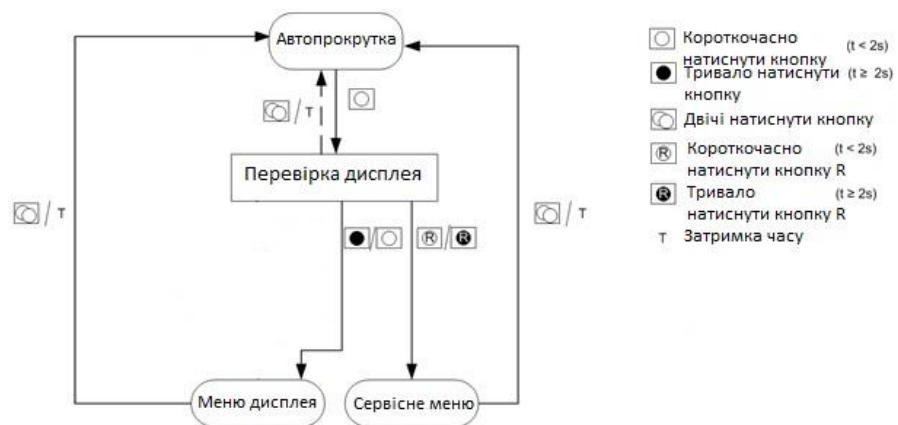 Автопрокрутка
/ т
Перевірка дисплея
/ т
/
R / R
/ т
Меню дисплея
Сервісне меню
Короткочасно (t < 2s)
натиснути кнопку
Тривало натиснути (t ≥ 2s)
кнопку
Двічі натиснути кнопку
R Короткочасно (t < 2s)
натиснути кнопку R
R Тривало (t ≥ 2s)
натиснути кнопку R
т Затримка часу